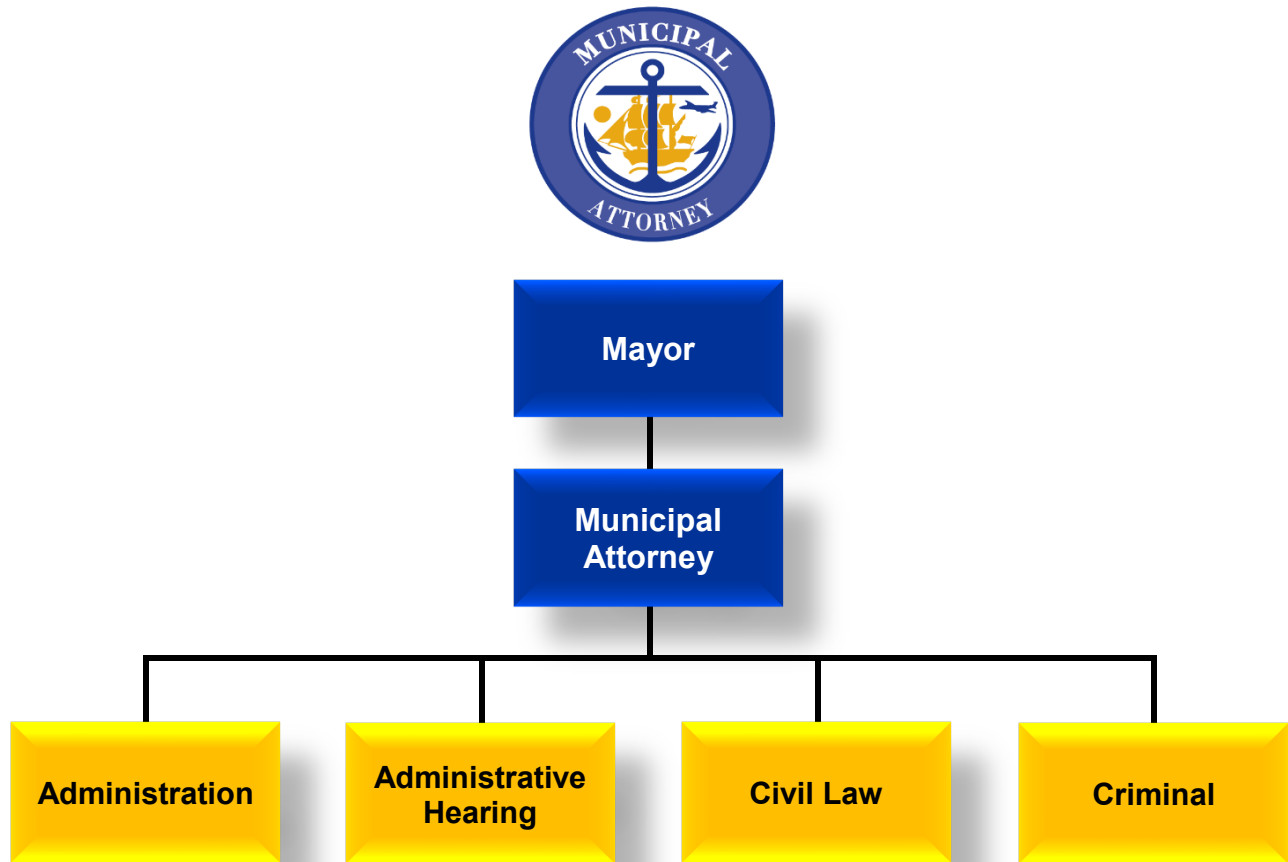 MUNICIPAL
ATTORNEY
Mayor
Municipal
Attorney
Administration
Administrative
Hearing
Civil Law
Criminal